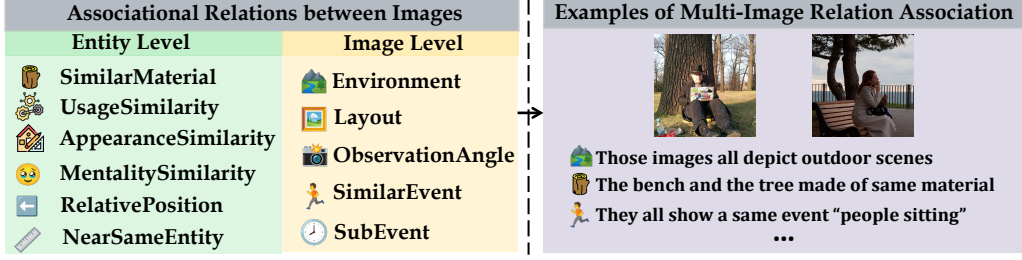 Associational Relations between Images
Entity Level
SimilarMaterial
UsageSimilarity
AppearanceSimilarity
MentalitySimilarity
RelativePosition
NearSameEntity
Image Level
Environment
Layout
ObservationAngle
SimilarEvent
SubEvent
Examples of Multi-Image Relation Association
Those images all depict outdoor scenes
The bench and the tree made of same material
They all show a same event “people sitting”
...